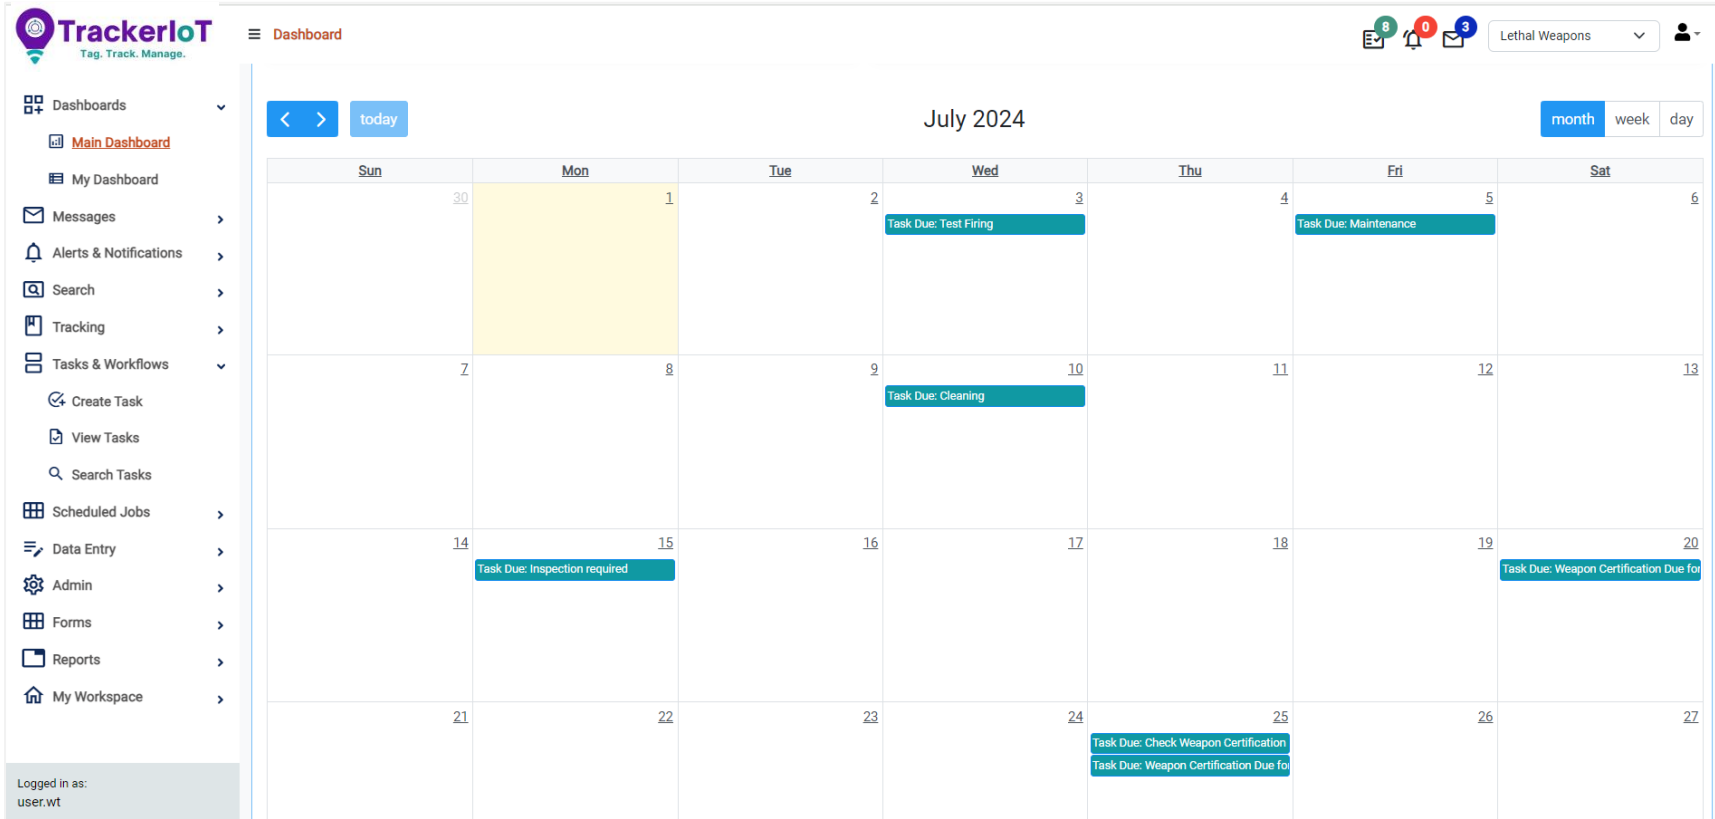 TrackerIoT
Tag. Track. Manage.
Dashboard
8
0
3
Lethal Weapons
Dashboards
Main Dashboard
My Dashboard
Messages
Alerts & Notifications
Search
Tracking
Tasks & Workflows
Create Task
View Tasks
Search Tasks
Scheduled Jobs
Data Entry
Admin
Forms
Reports
My Workspace
Logged in as:
user.wt
today
July 2024
month week day
Sun Mon Tue Wed Thu Fri Sat
30 1 2 3 4 5 6
Task Due: Test Firing
Task Due: Maintenance
7 8 9 10 11 12 13
Task Due: Cleaning
14 15 16 17 18 19 20
Task Due: Inspection required
Task Due: Weapon Certification Due for
21 22 23 24 25 26 27
Task Due: Check Weapon Certification
Task Due: Weapon Certification Due for